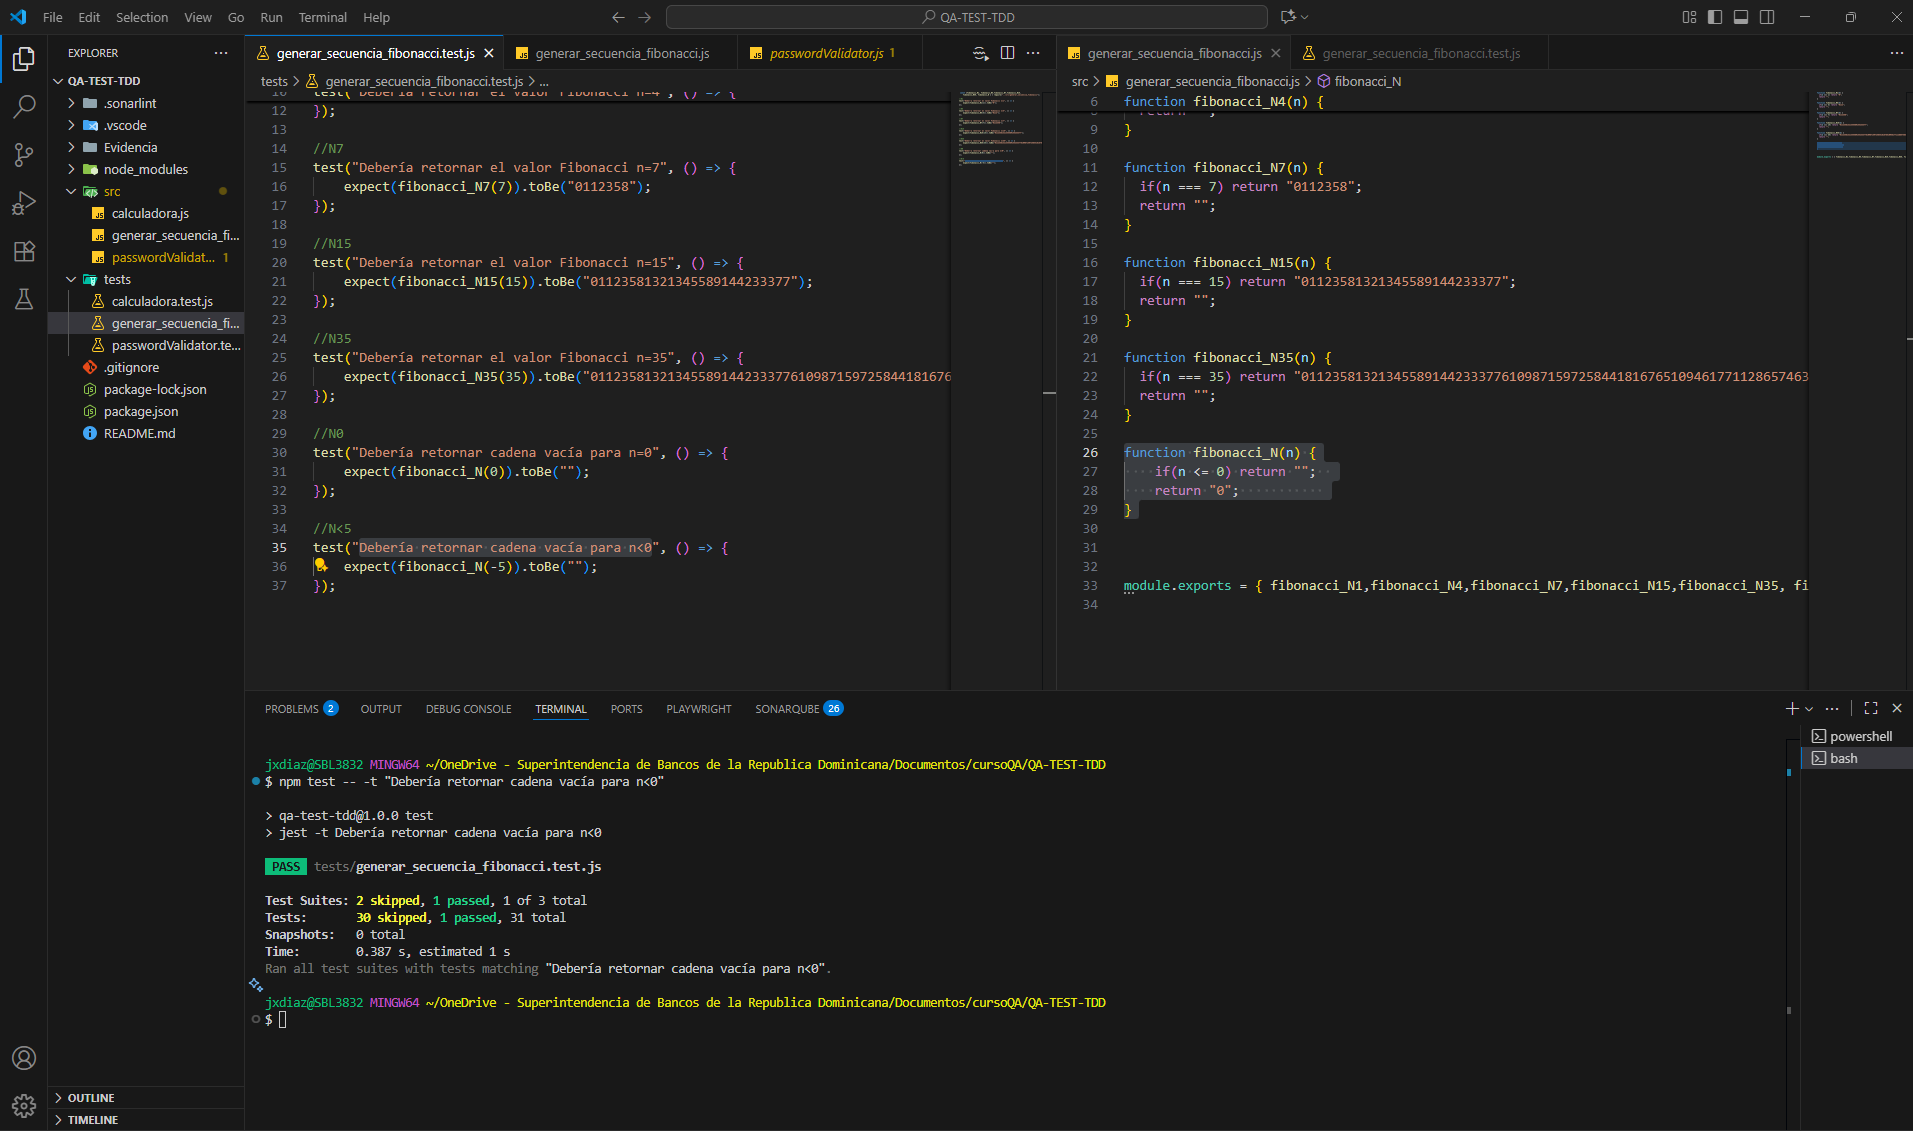 File Edit Selection View Go Run Terminal Help
QA-TEST-TDD
EXPLORER
QA-TEST-TDD
.sonarlint
.vscode
Evidencia
node_modules
src
calculadora.js
generar_secuencia_fi...
passwordValidat... 1
tests
calculadora.test.js
generar_secuencia_fi...
passwordValidator.te...
.gitignore
package-lock.json
package.json
README.md
OUTLINE
TIMELINE
generar_secuencia_fibonacci.test.js
generar_secuencia_fibonacci.js
passwordValidator.js 1
tests > generar_secuencia_fibonacci.test.js > ...
10 test("Debería retornar el valor Fibonacci n=4", () => {
12 });
13
14 //N7
15 test("Debería retornar el valor Fibonacci n=7", () => {
16 expect(fibonacci_N7(7)).toBe("0112358");
17 });
18
19 //N15
20 test("Debería retornar el valor Fibonacci n=15", () => {
21 expect(fibonacci_N15(15)).toBe("01123581321345589144233377");
22 });
23
24 //N35
25 test("Debería retornar el valor Fibonacci n=35", () => {
26 expect(fibonacci_N35(35)).toBe("01123581321345589144233377610987159725844181676
27 });
28
29 //N0
30 test("Debería retornar cadena vacía para n=0", () => {
31 expect(fibonacci_N(0)).toBe("");
32 });
33
34 //N<5
35 test("Debería retornar cadena vacía para n<0", () => {
36 expect(fibonacci_N(-5)).toBe("");
37 });
generar_secuencia_fibonacci.js
generar_secuencia_fibonacci.test.js
src > generar_secuencia_fibonacci.js > fibonacci_N
6 function fibonacci_N4(n) {
9 }
10
11 function fibonacci_N7(n) {
12 if(n === 7) return "0112358";
13 return "";
14 }
15
16 function fibonacci_N15(n) {
17 if(n === 15) return "01123581321345589144233377";
18 return "";
19 }
20
21 function fibonacci_N35(n) {
22 if(n === 35) return "011235813213455891442333776109871597258441816765109461771128657463
23 return "";
24 }
25
26 function fibonacci_N(n) {
27 if(n <= 0) return "";
28 return "0";
29 }
30
31
32
33 module.exports = { fibonacci_N1,fibonacci_N4,fibonacci_N7,fibonacci_N15,fibonacci_N35, fi
34
PROBLEMS 2 OUTPUT DEBUG CONSOLE TERMINAL PORTS PLAYWRIGHT SONARQUBE 26
powershell
bash
jxdiaz@SBL3832 MINGW64 ~/OneDrive - Superintendencia de Bancos de la Republica Dominicana/Documentos/cursoQA/QA-TEST-TDD
$ npm test -- -t "Debería retornar cadena vacía para n<0"
> qa-test-tdd@1.0.0 test
> jest -t Debería retornar cadena vacía para n<0
PASS tests/generar_secuencia_fibonacci.test.js
Test Suites: 2 skipped, 1 passed, 1 of 3 total
Tests: 30 skipped, 1 passed, 31 total
Snapshots: 0 total
Time: 0.387 s, estimated 1 s
Ran all test suites with tests matching "Debería retornar cadena vacía para n<0".
jxdiaz@SBL3832 MINGW64 ~/OneDrive - Superintendencia de Bancos de la Republica Dominicana/Documentos/cursoQA/QA-TEST-TDD
$